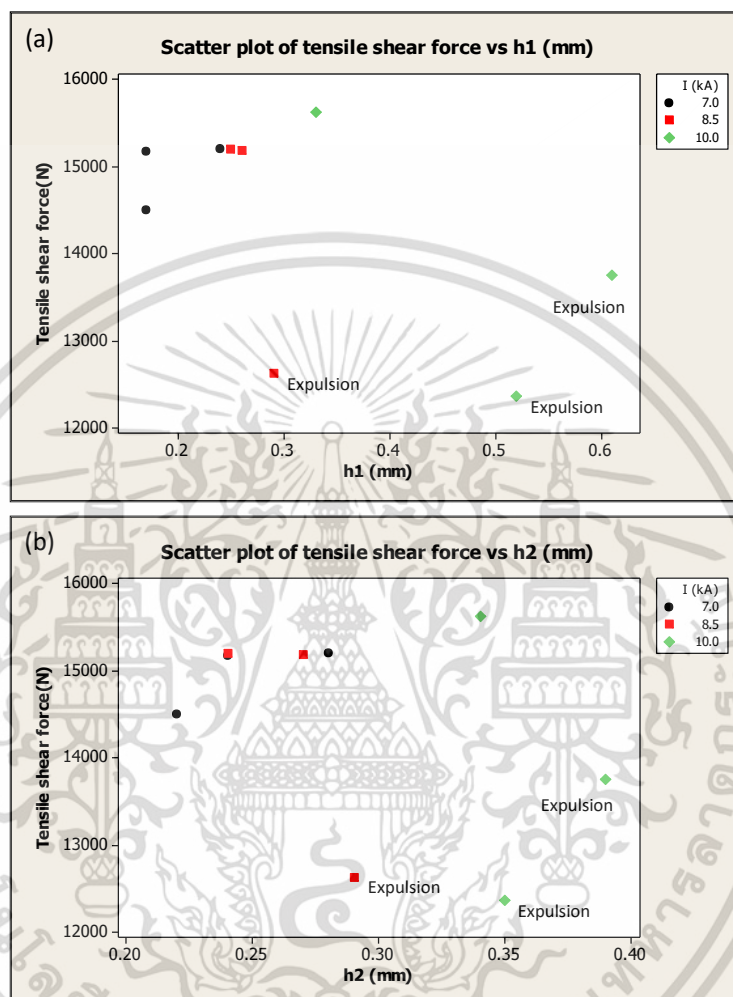 (a)
Scatter plot of tensile shear force vs h1 (mm)
I (kA)
7.0
8.5
10.0
Tensile shear force(N)
16000
15000
14000
13000
12000
Expulsion
Expulsion
Expulsion
0.2 0.3 0.4 0.5 0.6
h1 (mm)
(b)
Scatter plot of tensile shear force vs h2 (mm)
I (kA)
7.0
8.5
10.0
Tensile shear force(N)
16000
15000
14000
13000
12000
Expulsion
Expulsion
Expulsion
0.20 0.25 0.30 0.35 0.40
h2 (mm)